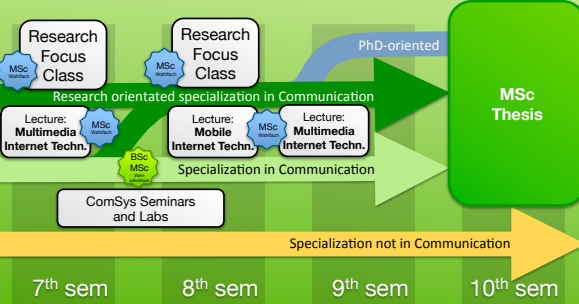 Research
Focus
Class
MSc
Wahlfach
Research
Focus
Class
MSc
Wahlfach
PhD-oriented
Research orientated specialization in Communication
MSc
Thesis
Lecture:
Multimedia
Internet Techn.
MSc
Wahlfach
Lecture:
Mobile
Internet Techn.
MSc
Wahlfach
Lecture:
Multimedia
Internet Techn.
BSc
MSc
Wahl-
pflichtfach
Specialization in Communication
ComSys Seminars
and Labs
Specialization not in Communication
7th sem
8th sem
9th sem
10th sem